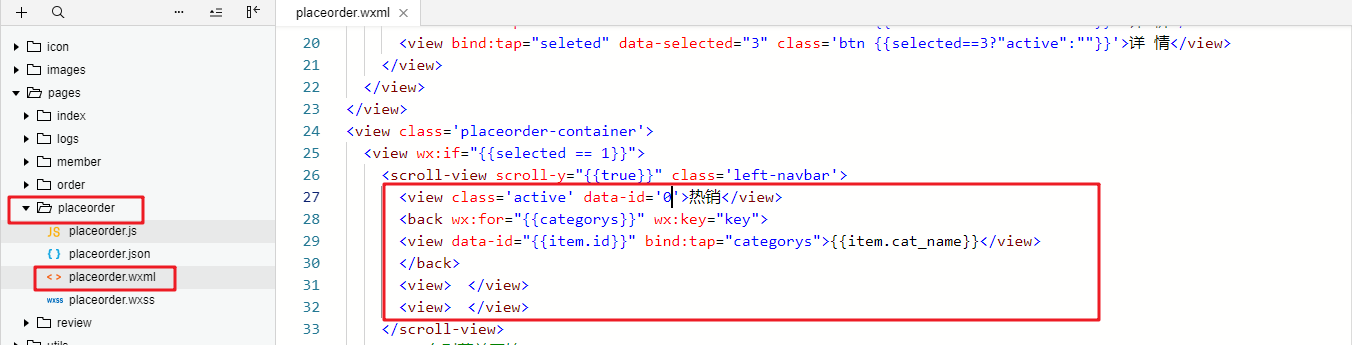 placeorder.wxml
icon
images
pages
index
logs
member
order
placeorder
JS placeorder.js
{ } placeorder.json
< > placeorder.wxml
wxss placeorder.wxss
review
20 <view bind:tap="seleted" data-selected="3" class='btn {{selected==3?"active":""}}'>详 情</view>
21 </view>
22 </view>
23 </view>
24 <view class='placeorder-container'>
25 <view wx:if="{{selected == 1}}">
26 <scroll-view scroll-y="{{true}}" class='left-navbar'>
27 <view class='active' data-id='0'>热销</view>
28 <back wx:for="{{categorys}}" wx:key="key">
29 <view data-id="{{item.id}}" bind:tap="categorys">{{item.cat_name}}</view>
30 </back>
31 <view>  </view>
32 <view>  </view>
33 </scroll-view>